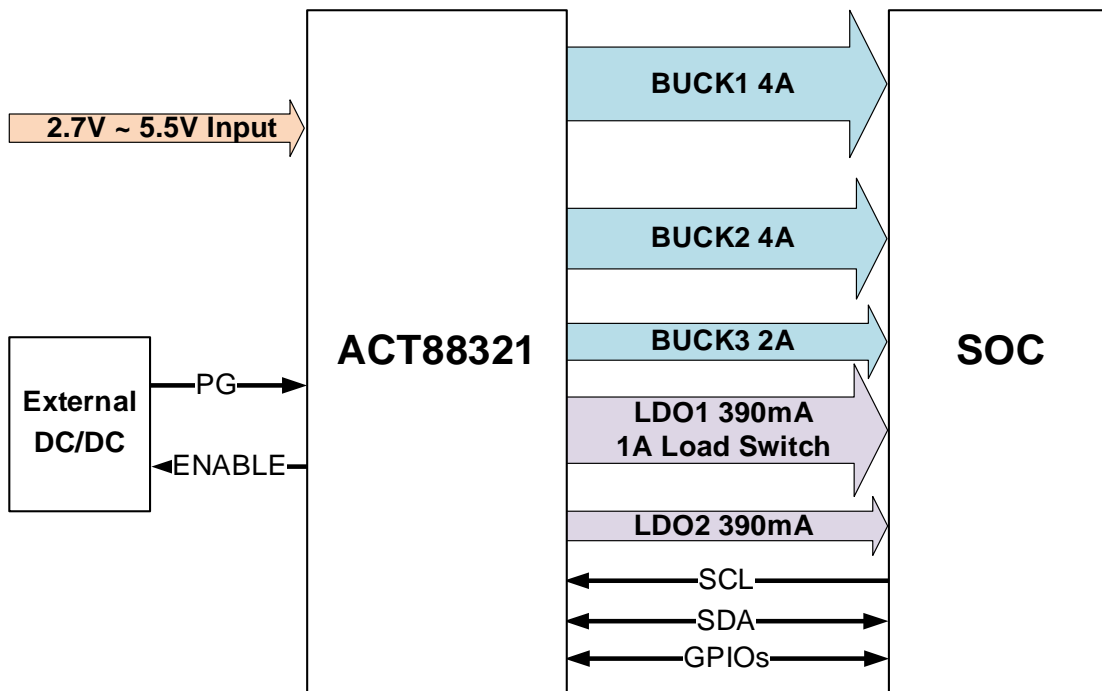 BUCK1 4A
2.7V ~ 5.5V Input
BUCK2 4A
ACT88321
BUCK3 2A
SOC
External
DC/DC
PG
ENABLE
LDO1 390mA
1A Load Switch
LDO2 390mA
SCL
SDA
GPIOs